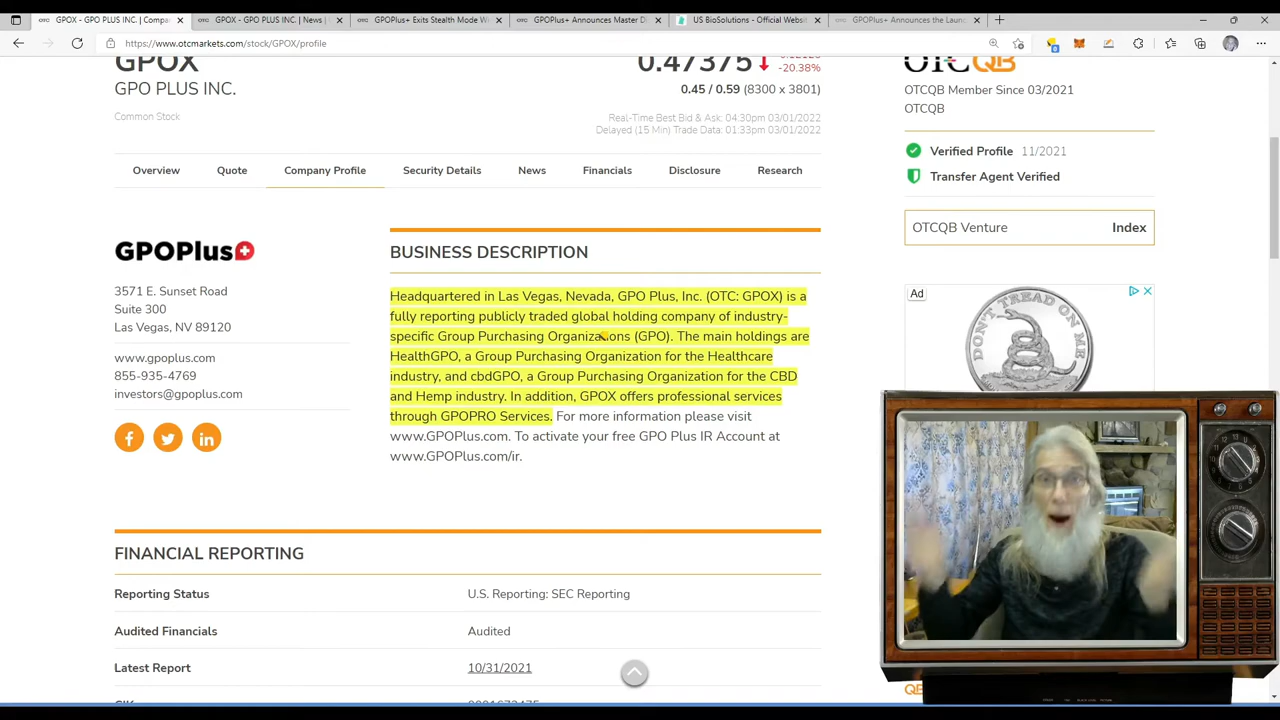 GPOX - GPO PLUS INC. | Compa
GPOX - GPO PLUS INC. | News |
GPOPlus+ Exits Stealth Mode W
GPOPlus+ Announces Master D
US BioSolutions - Official Websit
GPOPlus+ Announces the Launc
https://www.otcmarkets.com/stock/GPOX/profile
GPOX
GPO PLUS INC.
Common Stock
0.47375
-20.38%
0.45 / 0.59 (8300 x 3801)
Real-Time Best Bid & Ask: 04:30pm 03/01/2022
Delayed (15 Min) Trade Data: 01:33pm 03/01/2022
OTCQB
OTCQB Member Since 03/2021
OTCQB
Verified Profile 11/2021
Transfer Agent Verified
OTCQB Venture Index
Overview
Quote
Company Profile
Security Details
News
Financials
Disclosure
Research
GPOPlus+
3571 E. Sunset Road
Suite 300
Las Vegas, NV 89120
www.gpoplus.com
855-935-4769
investors@gpoplus.com
BUSINESS DESCRIPTION
Headquartered in Las Vegas, Nevada, GPO Plus, Inc. (OTC: GPOX) is a
fully reporting publicly traded global holding company of industry-
specific Group Purchasing Organizations (GPO). The main holdings are
HealthGPO, a Group Purchasing Organization for the Healthcare
industry, and cbdGPO, a Group Purchasing Organization for the CBD
and Hemp industry. In addition, GPOX offers professional services
through GPOPRO Services. For more information please visit
www.GPOPlus.com. To activate your free GPO Plus IR Account at
www.GPOPlus.com/ir.
Ad
DON'T TREAD ON ME
FINANCIAL REPORTING
Reporting Status
U.S. Reporting: SEC Reporting
Audited Financials
Audited
Latest Report
10/31/2021